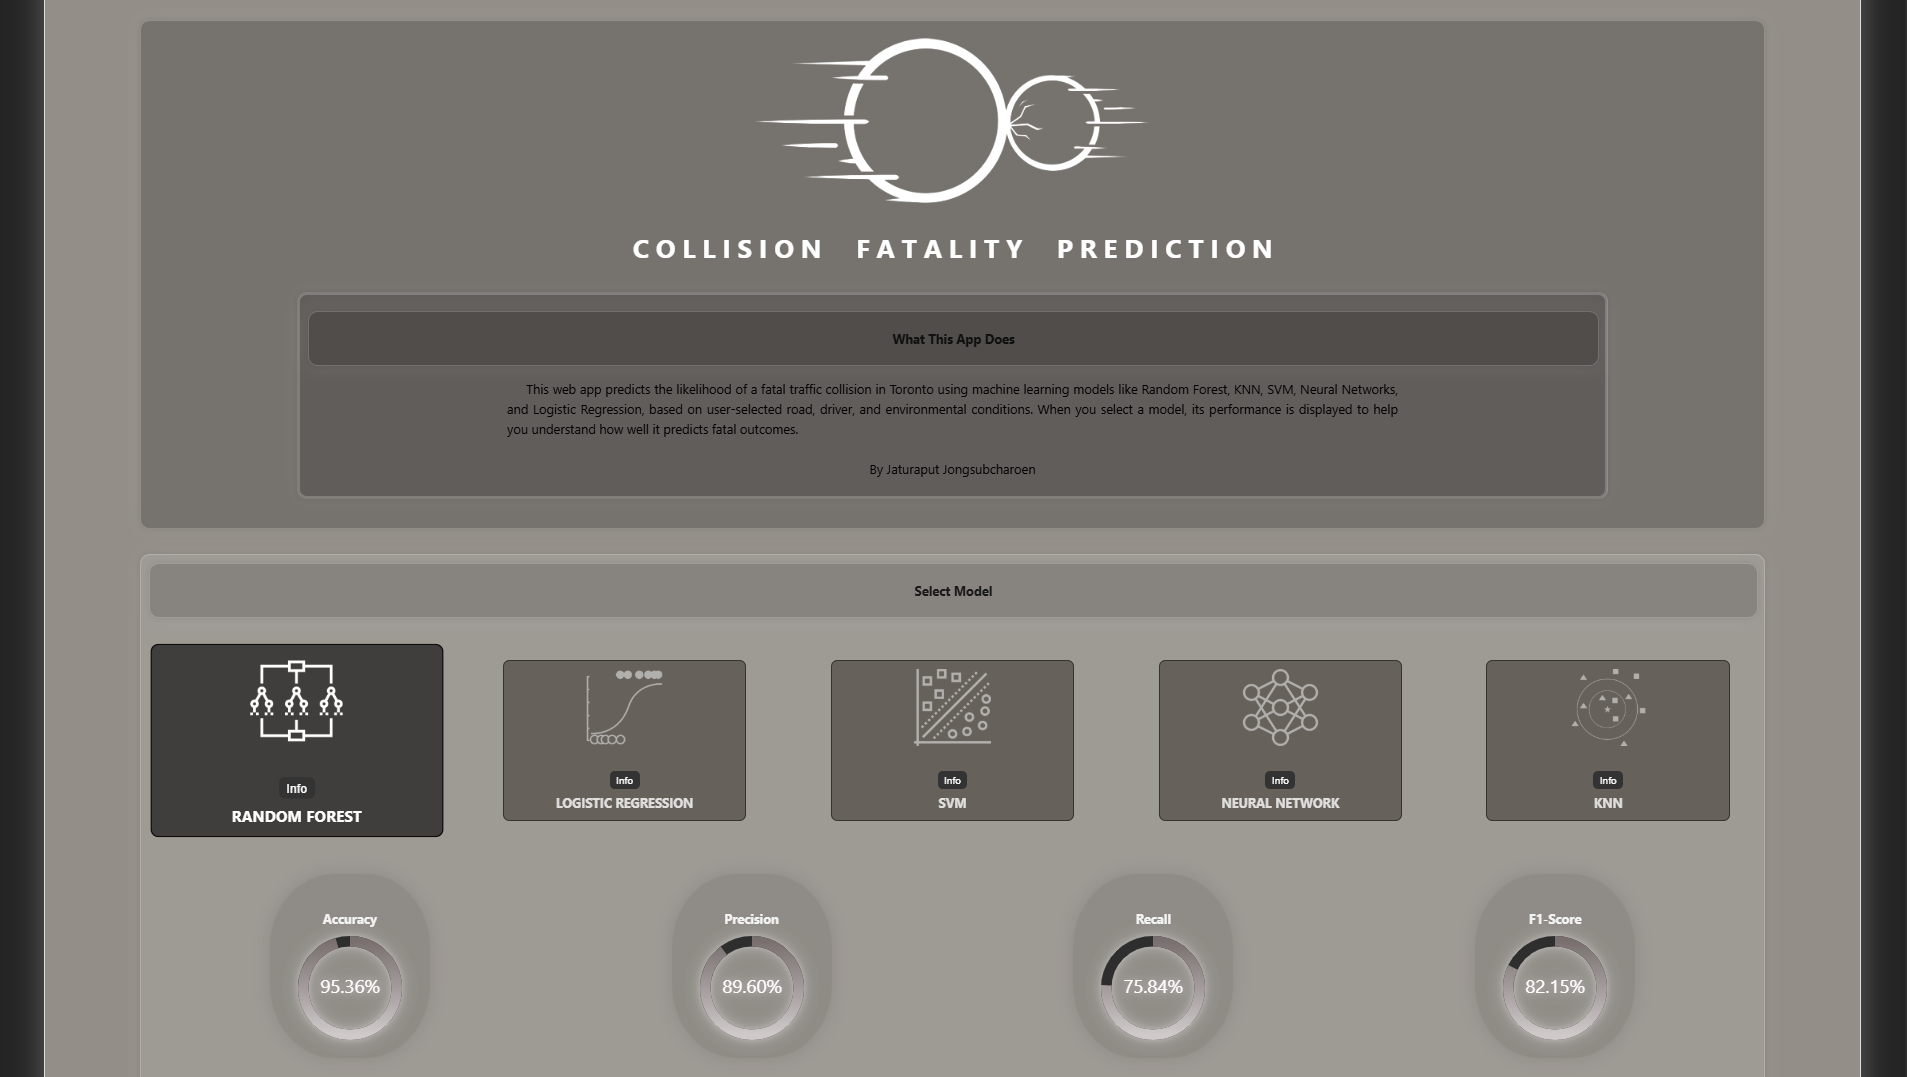 COLLISION FATALITY PREDICTION
What This App Does
This web app predicts the likelihood of a fatal traffic collision in Toronto using machine learning models like Random Forest, KNN, SVM, Neural Networks,
and Logistic Regression, based on user-selected road, driver, and environmental conditions. When you select a model, its performance is displayed to help
you understand how well it predicts fatal outcomes.
By Jaturaput Jongsubcharoen
Select Model
Info
RANDOM FOREST
Info
LOGISTIC REGRESSION
Info
SVM
Info
NEURAL NETWORK
Info
KNN
Accuracy
95.36%
Precision
89.60%
Recall
75.84%
F1-Score
82.15%